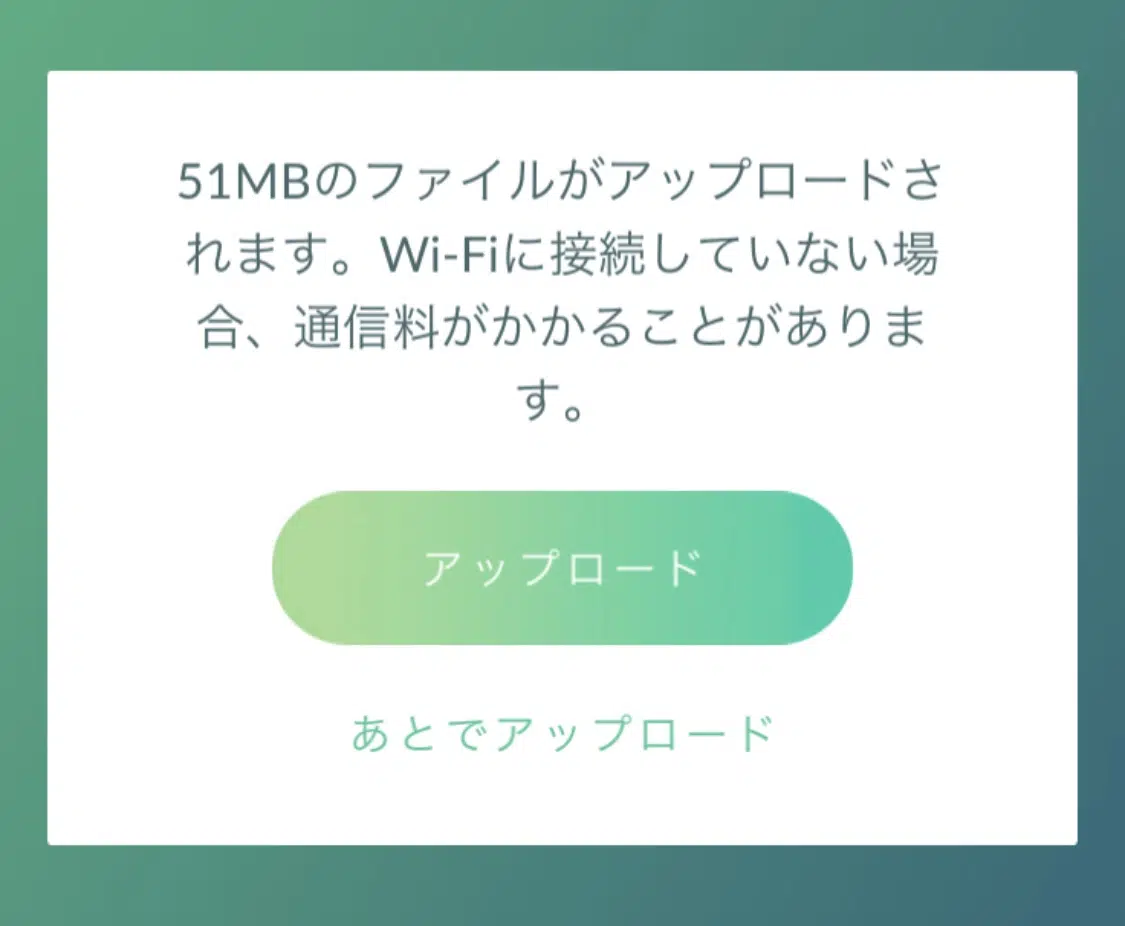 51MBのファイルがアップロードさ
れます。Wi-Fiに接続していない場
合、通信料がかかることがありま
す。
アップロード
あとでアップロード